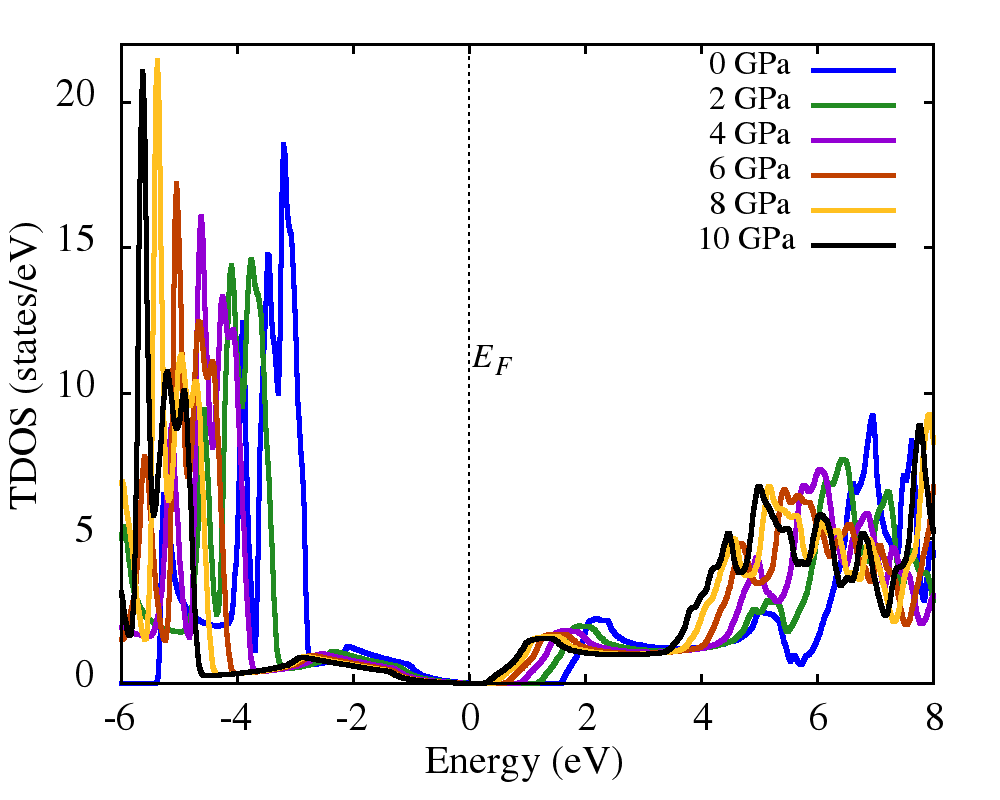 0 GPa
2 GPa
4 GPa
6 GPa
8 GPa
10 GPa
20
15
10
5
0
TDOS (states/eV)
E_F
-6 -4 -2 0 2 4 6 8
Energy (eV)